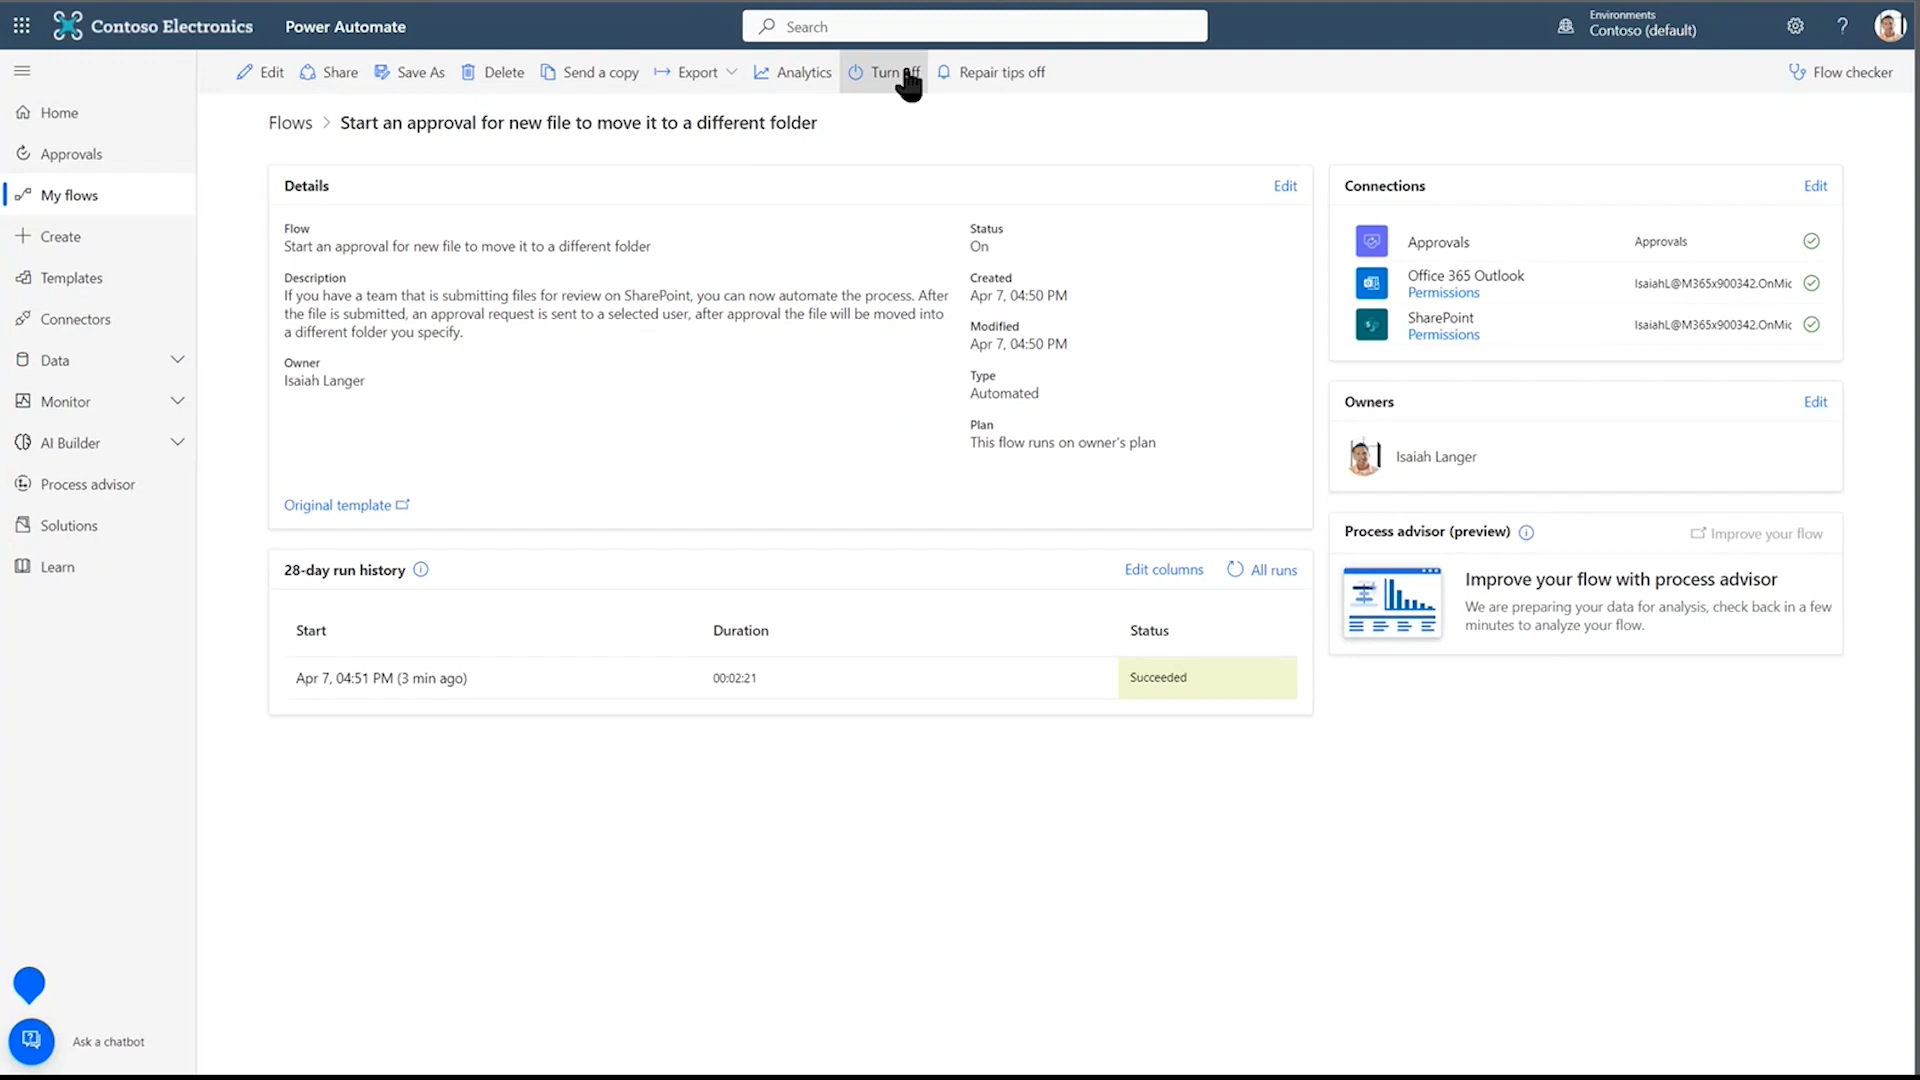 Contoso Electronics
Power Automate
Search
Environments
Contoso (default)
Edit
Share
Save As
Delete
Send a copy
Export
Analytics
Turn off
Repair tips off
Flow checker
Home
Approvals
My flows
Create
Templates
Connectors
Data
Monitor
AI Builder
Process advisor
Solutions
Learn
Ask a chatbot
Flows > Start an approval for new file to move it to a different folder
Details
Edit
Flow
Start an approval for new file to move it to a different folder
Description
If you have a team that is submitting files for review on SharePoint, you can now automate the process. After
the file is submitted, an approval request is sent to a selected user, after approval the file will be moved into
a different folder you specify.
Owner
Isaiah Langer
Status
On
Created
Apr 7, 04:50 PM
Modified
Apr 7, 04:50 PM
Type
Automated
Plan
This flow runs on owner's plan
Original template
28-day run history
Edit columns
All runs
Start Duration Status
Apr 7, 04:51 PM (3 min ago) 00:02:21 Succeeded
Connections
Edit
Approvals
Approvals
Office 365 Outlook
Permissions
IsaiahL@M365x900342.OnMic
SharePoint
Permissions
IsaiahL@M365x900342.OnMic
Owners
Edit
Isaiah Langer
Process advisor (preview)
Improve your flow
Improve your flow with process advisor
We are preparing your data for analysis, check back in a few
minutes to analyze your flow.